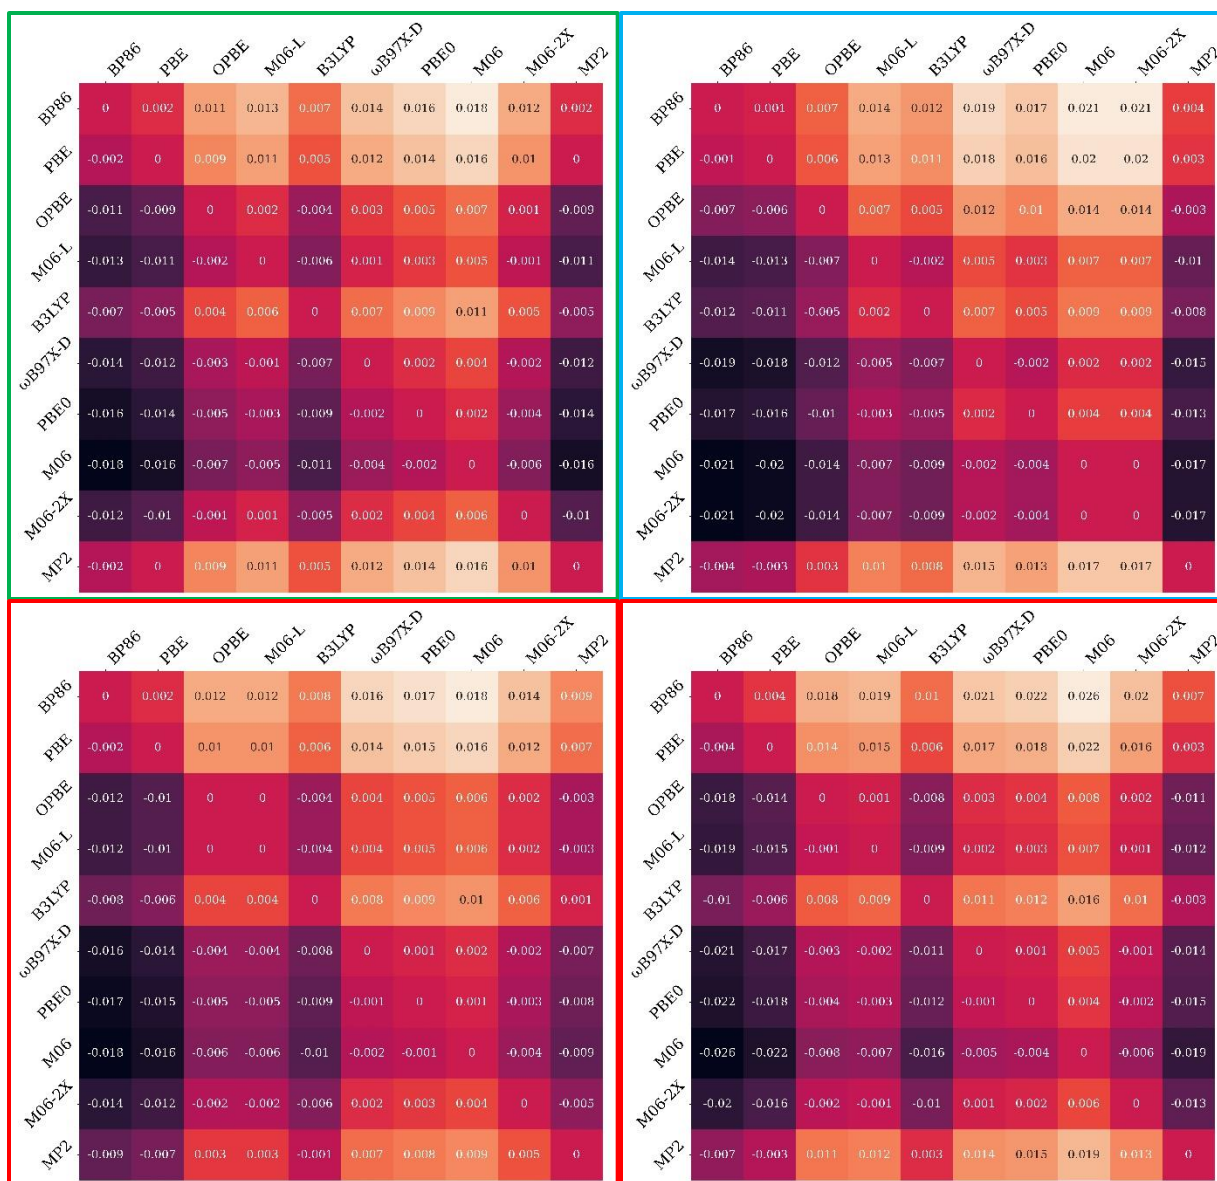 BP86 PBE OPBE M06-L B3LYP ωB97X-D PBE0 M06 M06-2X MP2
BP86 0 0.002 0.011 0.013 0.007 0.014 0.016 0.018 0.012 0.002
PBE -0.002 0 0.009 0.011 0.005 0.012 0.014 0.016 0.01 0
OPBE -0.011 -0.009 0 0.002 -0.004 0.003 0.005 0.007 0.001 -0.009
M06-L -0.013 -0.011 -0.002 0 -0.006 0.001 0.003 0.005 -0.001 -0.011
B3LYP -0.007 -0.005 0.004 0.006 0 0.007 0.009 0.011 0.005 -0.005
ωB97X-D -0.014 -0.012 -0.003 -0.001 -0.007 0 0.002 0.004 -0.002 -0.012
PBE0 -0.016 -0.014 -0.005 -0.003 -0.009 -0.002 0 0.002 -0.004 -0.014
M06 -0.018 -0.016 -0.007 -0.005 -0.011 -0.004 -0.002 0 -0.006 -0.016
M06-2X -0.012 -0.01 -0.001 0.001 -0.005 0.002 0.004 0.006 0 -0.01
MP2 -0.002 0 0.009 0.011 0.005 0.012 0.014 0.016 0.01 0
BP86 PBE OPBE M06-L B3LYP ωB97X-D PBE0 M06 M06-2X MP2
BP86 0 0.001 0.007 0.014 0.012 0.019 0.017 0.021 0.021 0.004
PBE -0.001 0 0.006 0.013 0.011 0.018 0.016 0.02 0.02 0.003
OPBE -0.007 -0.006 0 0.007 0.005 0.012 0.01 0.014 0.014 -0.003
M06-L -0.014 -0.013 -0.007 0 -0.002 0.005 0.003 0.007 0.007 -0.01
B3LYP -0.012 -0.011 -0.005 0.002 0 0.007 0.005 0.009 0.009 -0.008
ωB97X-D -0.019 -0.018 -0.012 -0.005 -0.007 0 -0.002 0.002 0.002 -0.015
PBE0 -0.017 -0.016 -0.01 -0.003 -0.005 0.002 0 0.004 0.004 -0.013
M06 -0.021 -0.02 -0.014 -0.007 -0.009 -0.002 -0.004 0 0 -0.017
M06-2X -0.021 -0.02 -0.014 -0.007 -0.009 -0.002 -0.004 0 0 -0.017
MP2 -0.004 -0.003 0.003 0.01 0.008 0.015 0.013 0.017 0.017 0
BP86 PBE OPBE M06-L B3LYP ωB97X-D PBE0 M06 M06-2X MP2
BP86 0 0.002 0.012 0.012 0.008 0.016 0.017 0.018 0.014 0.009
PBE -0.002 0 0.01 0.01 0.006 0.014 0.015 0.016 0.012 0.007
OPBE -0.012 -0.01 0 0 -0.004 0.004 0.005 0.006 0.002 -0.003
M06-L -0.012 -0.01 0 0 -0.004 0.004 0.005 0.006 0.002 -0.003
B3LYP -0.008 -0.006 0.004 0.004 0 0.008 0.009 0.01 0.006 0.001
ωB97X-D -0.016 -0.014 -0.004 -0.004 -0.008 0 0.001 0.002 -0.002 -0.007
PBE0 -0.017 -0.015 -0.005 -0.005 -0.009 -0.001 0 0.001 -0.003 -0.008
M06 -0.018 -0.016 -0.006 -0.006 -0.01 -0.002 -0.001 0 -0.004 -0.009
M06-2X -0.014 -0.012 -0.002 -0.002 -0.006 0.002 0.003 0.004 0 -0.005
MP2 -0.009 -0.007 0.003 0.003 -0.001 0.007 0.008 0.009 0.005 0
BP86 PBE OPBE M06-L B3LYP ωB97X-D PBE0 M06 M06-2X MP2
BP86 0 0.004 0.018 0.019 0.01 0.021 0.022 0.026 0.02 0.007
PBE -0.004 0 0.014 0.015 0.006 0.017 0.018 0.022 0.016 0.003
OPBE -0.018 -0.014 0 0.001 -0.008 0.003 0.004 0.008 0.002 -0.011
M06-L -0.019 -0.015 -0.001 0 -0.009 0.002 0.003 0.007 0.001 -0.012
B3LYP -0.01 -0.006 0.008 0.009 0 0.011 0.012 0.016 0.01 -0.003
ωB97X-D -0.021 -0.017 -0.003 -0.002 -0.011 0 0.001 0.005 -0.001 -0.014
PBE0 -0.022 -0.018 -0.004 -0.003 -0.012 -0.001 0 0.004 -0.002 -0.015
M06 -0.026 -0.022 -0.008 -0.007 -0.016 -0.005 -0.004 0 -0.006 -0.019
M06-2X -0.02 -0.016 -0.002 -0.001 -0.01 0.001 0.002 0.006 0 -0.013
MP2 -0.007 -0.003 0.011 0.012 0.003 0.014 0.015 0.019 0.013 0